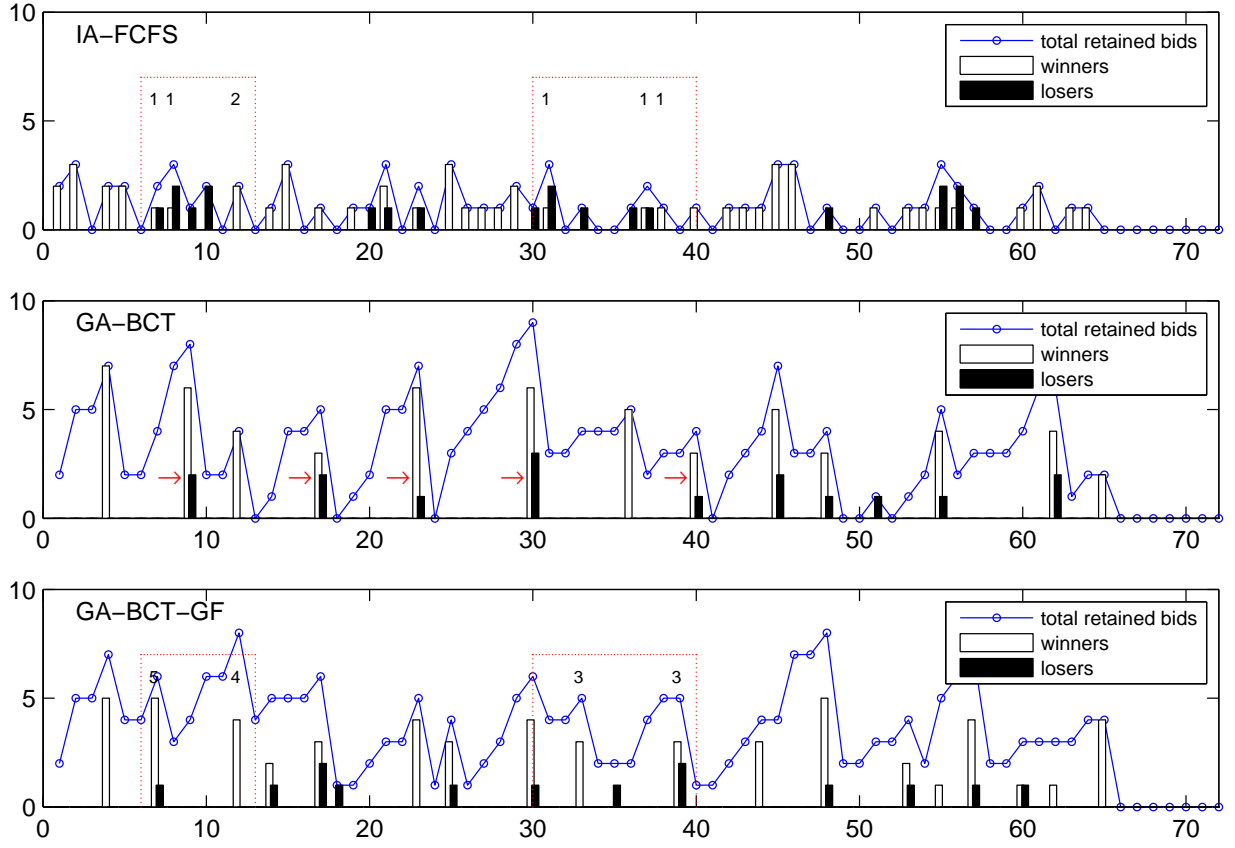 10
IA−FCFS
total retained bids
winners
losers
1 1 2 1 1 1
5
0
0 10 20 30 40 50 60 70
10
GA−BCT
total retained bids
winners
losers
5
0
0 10 20 30 40 50 60 70
10
GA−BCT−GF
total retained bids
winners
losers
5 4 3 3
5
0
0 10 20 30 40 50 60 70